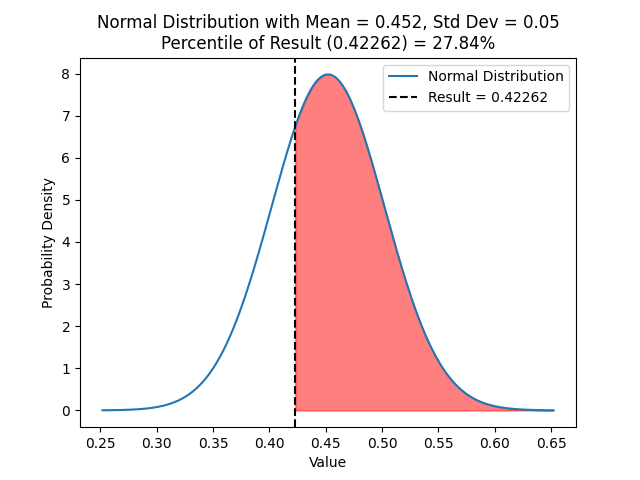 Normal Distribution with Mean = 0.452, Std Dev = 0.05
Percentile of Result (0.42262) = 27.84%
Normal Distribution
Result = 0.42262
Probability Density
8
7
6
5
4
3
2
1
0
0.25 0.30 0.35 0.40 0.45 0.50 0.55 0.60 0.65
Value